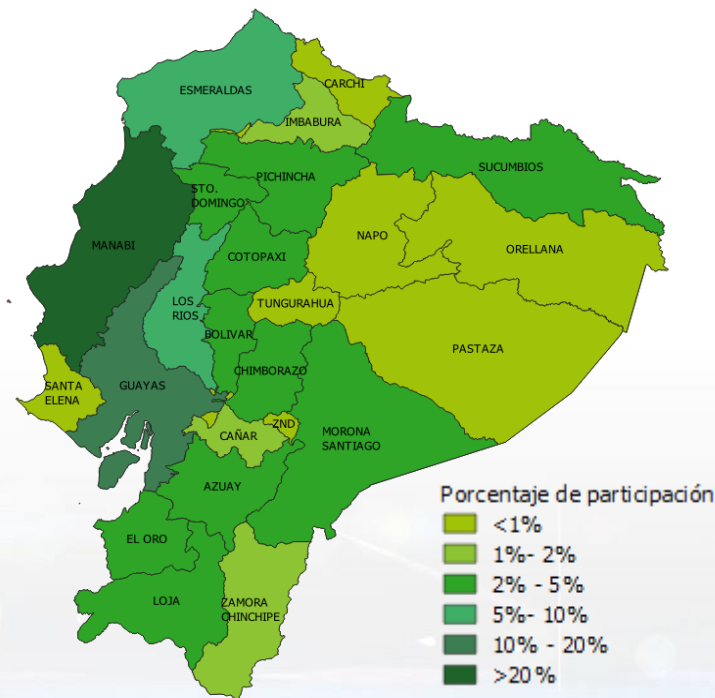 CARCHI
ESMERALDAS
IMBABURA
SUCUMBIOS
PICHINCHA
STO.
DOMINGO
NAPO
MANABI
ORELLANA
COTOPAXI
LOS
RIOS
TUNGURAHUA
BOLIVAR
PASTAZA
CHIMBORAZO
SANTA
ELENA
GUAYAS
ZND
CAÑAR
MORONA
SANTIAGO
AZUAY
EL ORO
LOJA
ZAMORA
CHINCHIPE
Porcentaje de participación
<1%
1%- 2%
2% - 5%
5%- 10%
10% - 20%
>20%